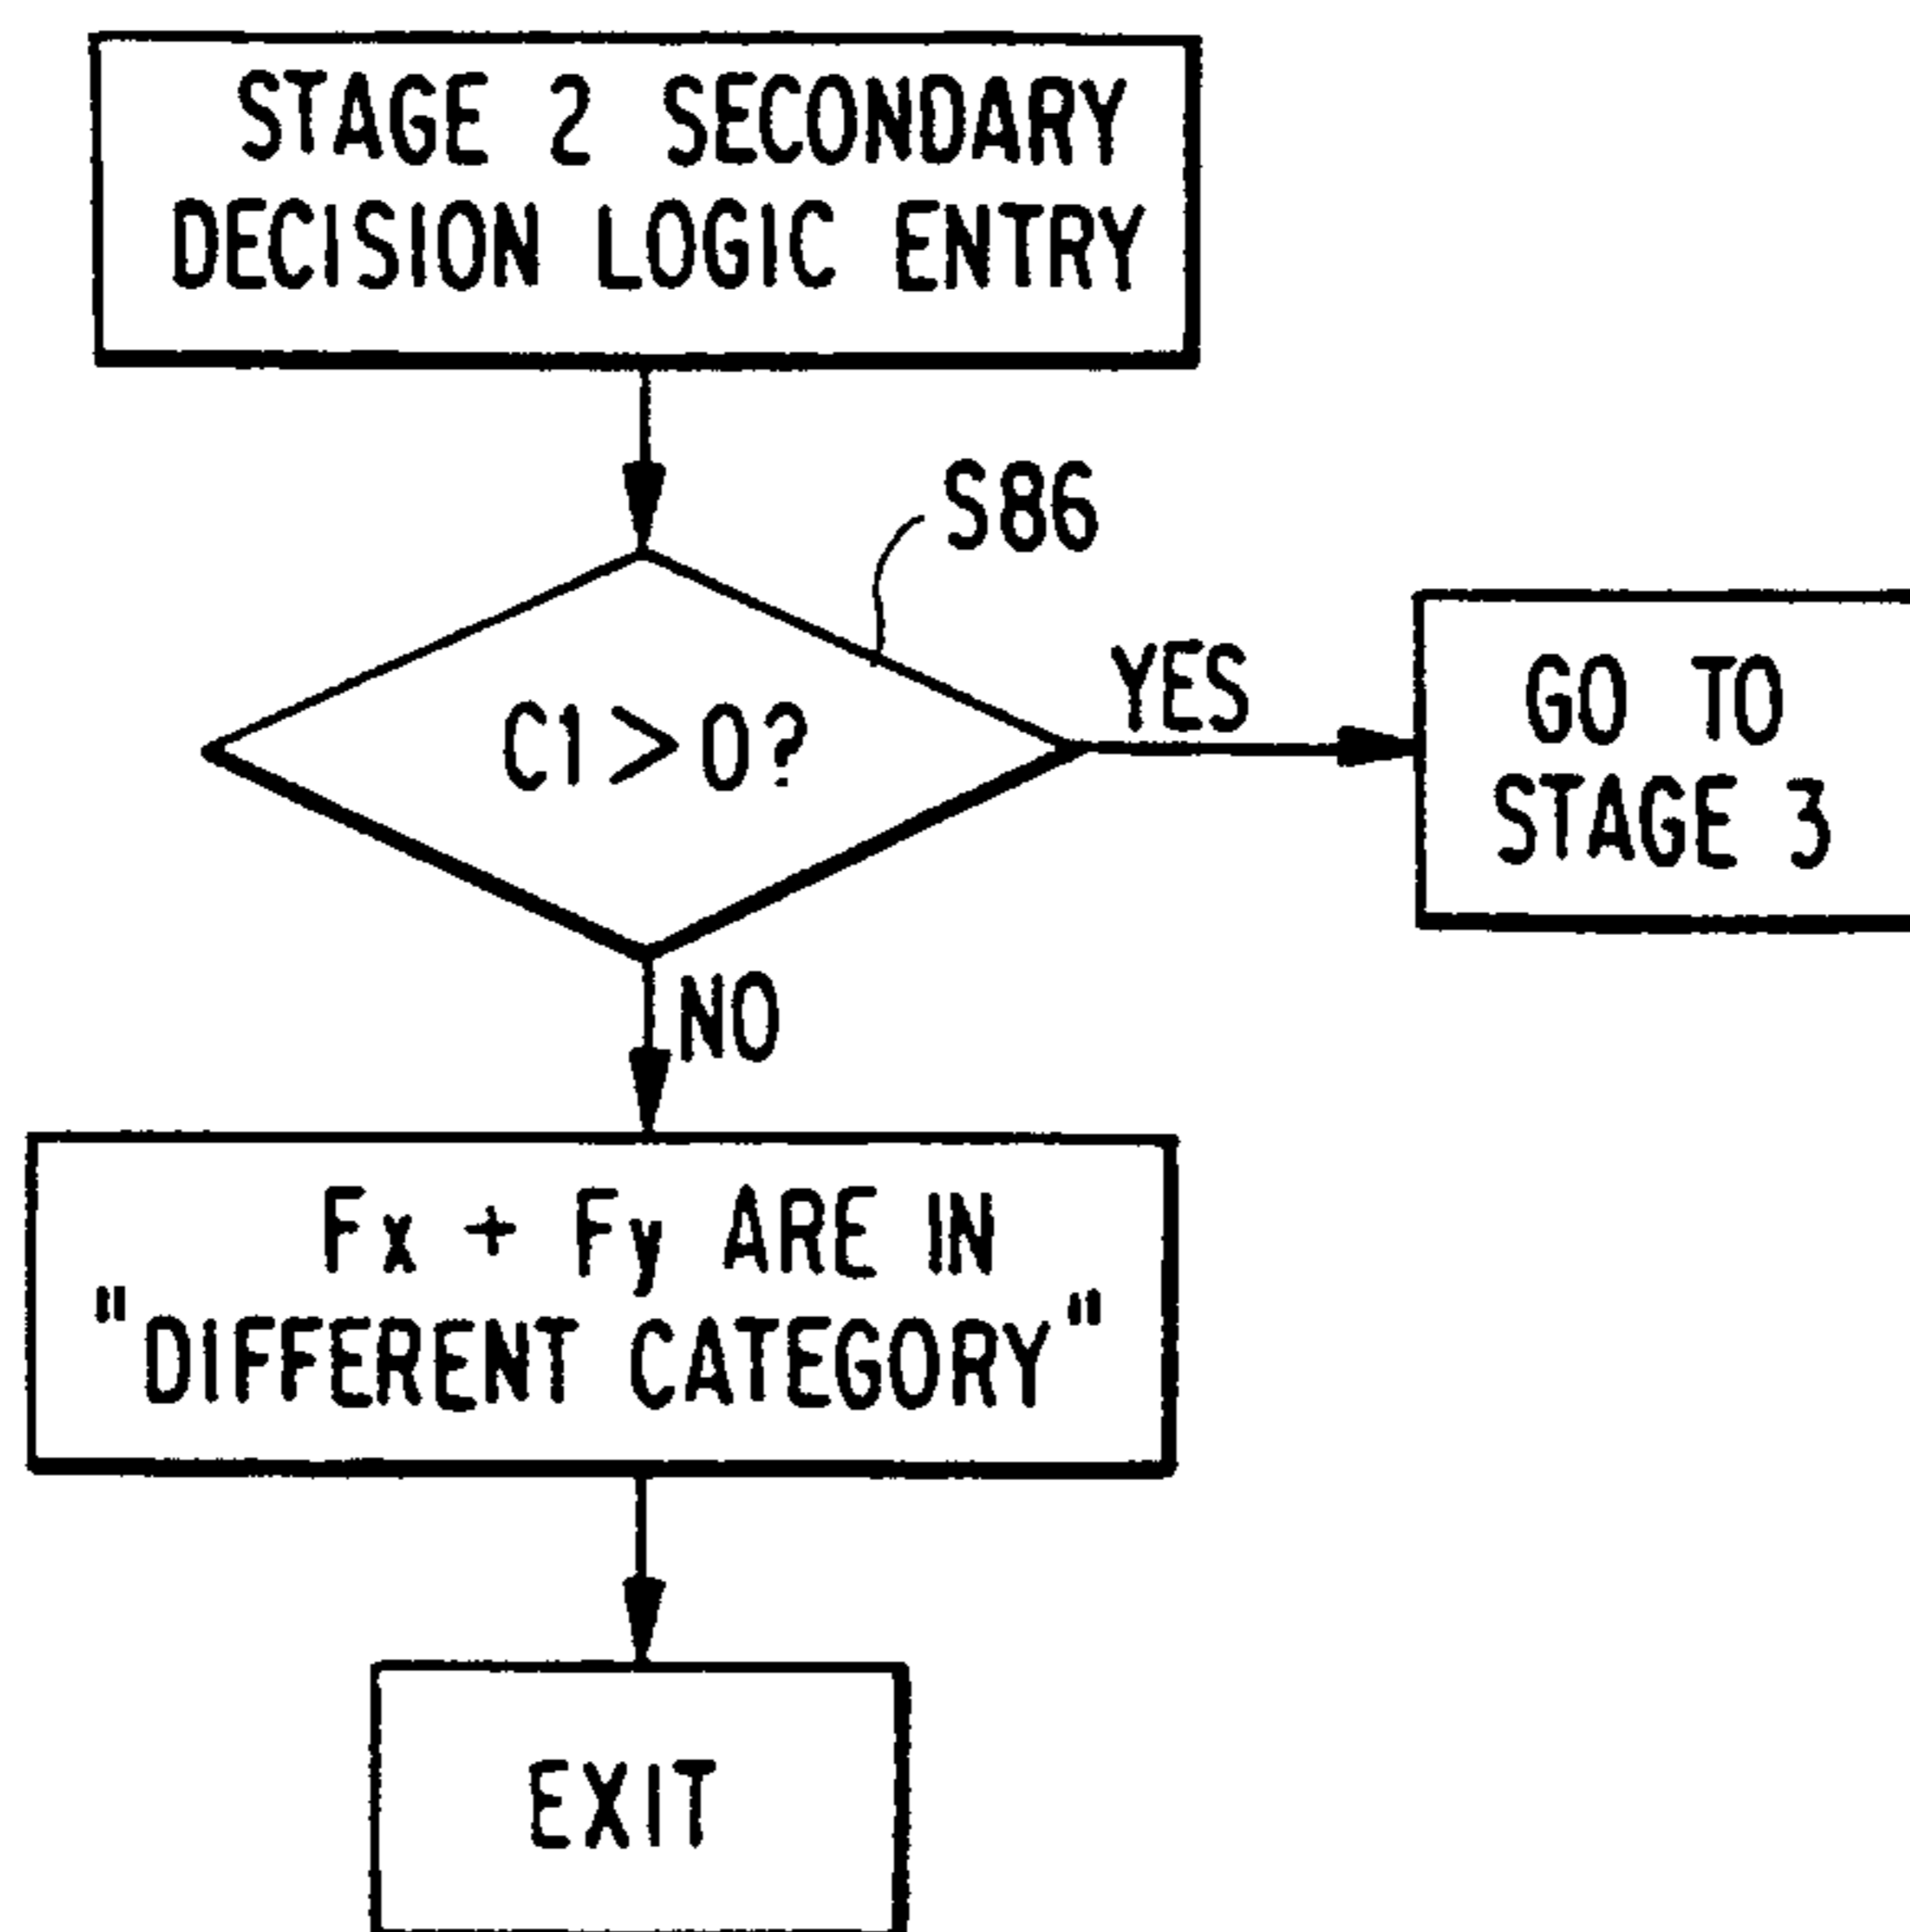 STAGE 2 SECONDARY
DECISION LOGIC ENTRY
S86
C1>0?
YES
GO TO
STAGE 3
NO
Fx + Fy ARE IN
"DIFFERENT CATEGORY"
EXIT